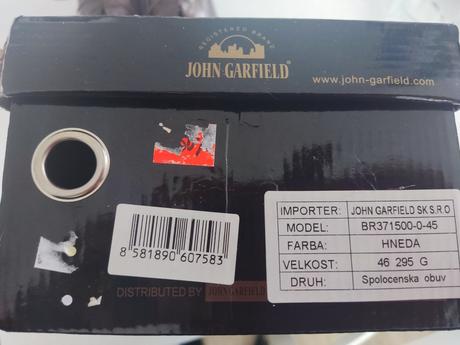 REGISTERED BRAND
JOHN GARFIELD®
www.john-garfield.com
8 581890 607583
DISTRIBUTED BY JOHN GARFIELD
IMPORTER: JOHN GARFIELD SK S.R.O
MODEL: BR371500-0-45
FARBA: HNEDA
VELKOST: 46 295 G
DRUH: Spolocenska obuv